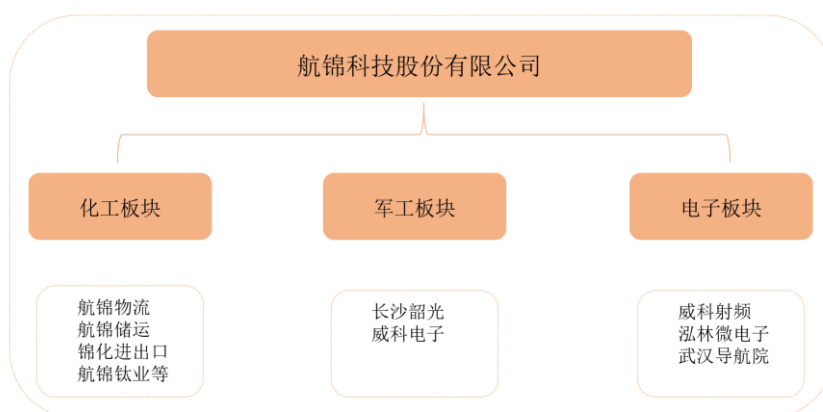 航锦科技股份有限公司
化工板块
军工板块
电子板块
航锦物流
航锦储运
锦化进出口
航锦钛业等
长沙韶光
威科电子
威科射频
泓林微电子
武汉导航院